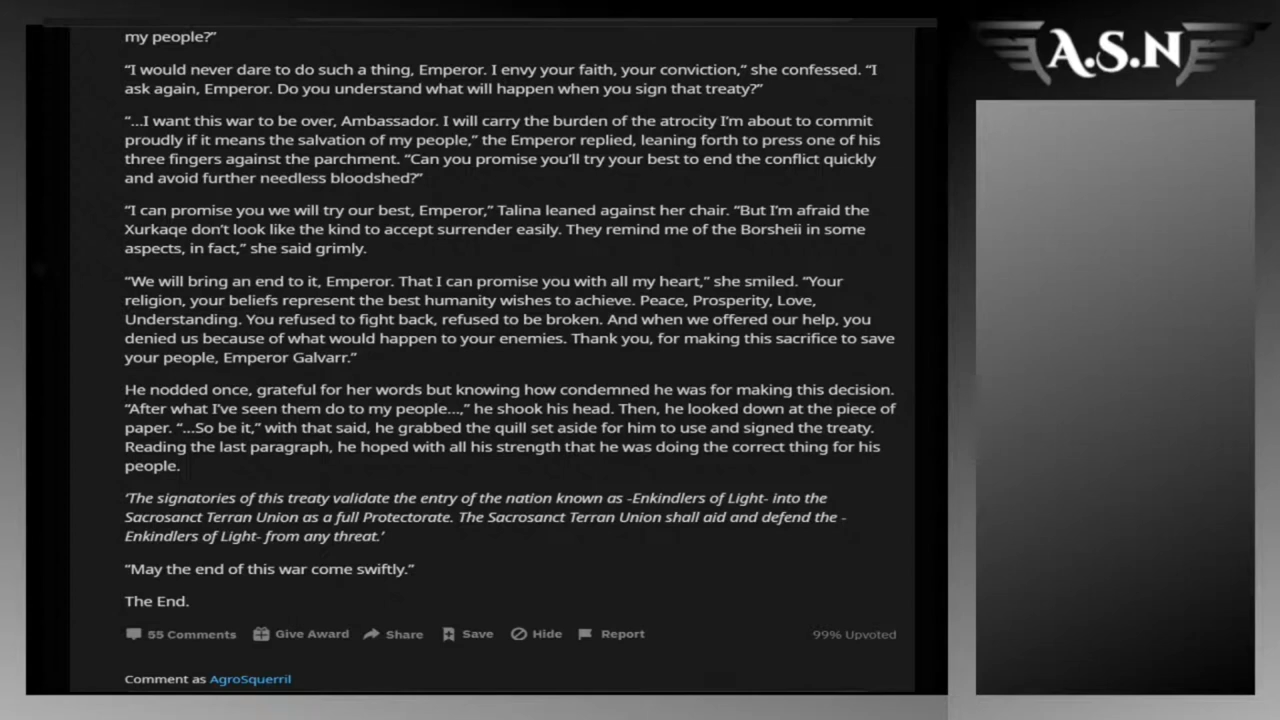 my people?”
“I would never dare to do such a thing, Emperor. I envy your faith, your conviction,” she confessed. “I
ask again, Emperor. Do you understand what will happen when you sign that treaty?”
“...I want this war to be over, Ambassador. I will carry the burden of the atrocity I’m about to commit
proudly if it means the salvation of my people,” the Emperor replied, leaning forth to press one of his
three fingers against the parchment. “Can you promise you’ll try your best to end the conflict quickly
and avoid further needless bloodshed?”
“I can promise you we will try our best, Emperor,” Talina leaned against her chair. “But I’m afraid the
Xurkaqe don’t look like the kind to accept surrender easily. They remind me of the Borsheii in some
aspects, in fact,” she said grimly.
“We will bring an end to it, Emperor. That I can promise you with all my heart,” she smiled. “Your
religion, your beliefs represent the best humanity wishes to achieve. Peace, Prosperity, Love,
Understanding. You refused to fight back, refused to be broken. And when we offered our help, you
denied us because of what would happen to your enemies. Thank you, for making this sacrifice to save
your people, Emperor Galvarr.”
He nodded once, grateful for her words but knowing how condemned he was for making this decision.
“After what I’ve seen them do to my people...,” he shook his head. Then, he looked down at the piece of
paper. “...So be it,” with that said, he grabbed the quill set aside for him to use and signed the treaty.
Reading the last paragraph, he hoped with all his strength that he was doing the correct thing for his
people.
‘The signatories of this treaty validate the entry of the nation known as -Enkindlers of Light- into the
Sacrosanct Terran Union as a full Protectorate. The Sacrosanct Terran Union shall aid and defend the -
Enkindlers of Light- from any threat.’
“May the end of this war come swiftly.”
The End.
55 Comments Give Award Share Save Hide Report 99% Upvoted
Comment as AgroSquerril
A.S.N